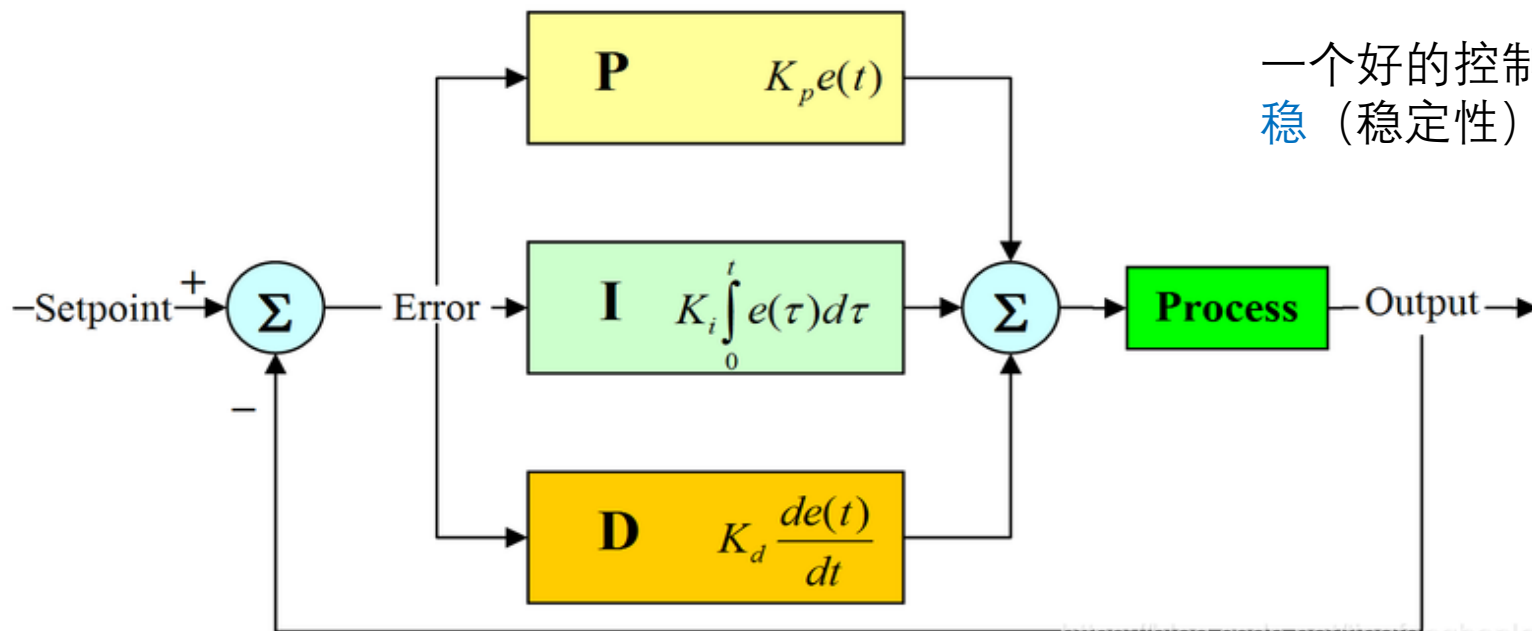 一个好的控制
稳（稳定性）
P K_p e(t)
−Setpoint
+
−
Σ
Error
I K_i ∫_0^t e(τ)dτ
Σ
Process
Output
D K_d de(t)/dt